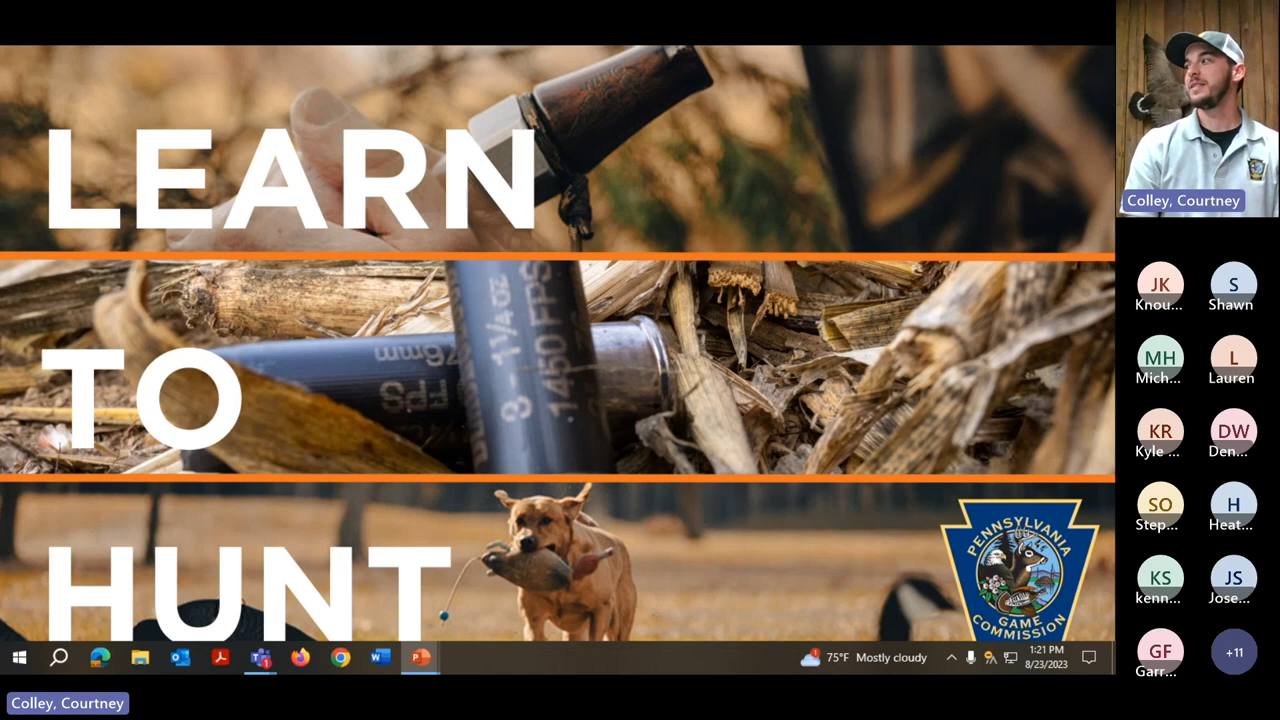 LEARN
TO
HUNT
8 - 1 1/4 OZ
1450 FPS
76mm
PENNSYLVANIA
GAME
COMMISSION
75°F Mostly cloudy
1:21 PM
8/23/2023
Colley, Courtney
Colley, Courtney
JK
Knou...
S
Shawn
MH
Mich...
L
Lauren
KR
Kyle ...
DW
Den...
SO
Step...
H
Heat...
KS
kenn...
JS
Jose...
GF
Garr...
+11